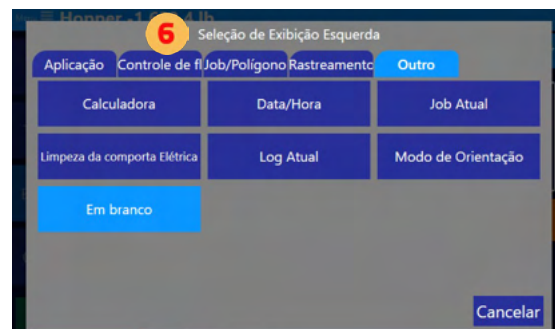 Hopper
6 Seleção de Exibição Esquerda
Aplicação Controle de fl Job/Polígono Rastreamento Outro
Calculadora Data/Hora Job Atual
Limpeza da comporta Elétrica Log Atual Modo de Orientação
Em branco
Cancelar